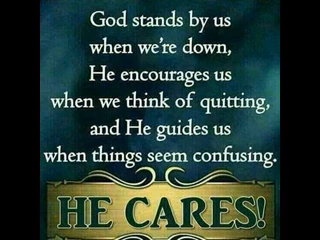 God stands by us
when we're down,
He encourages us
when we think of quitting,
and He guides us
when things seem confusing.
HE CARES!